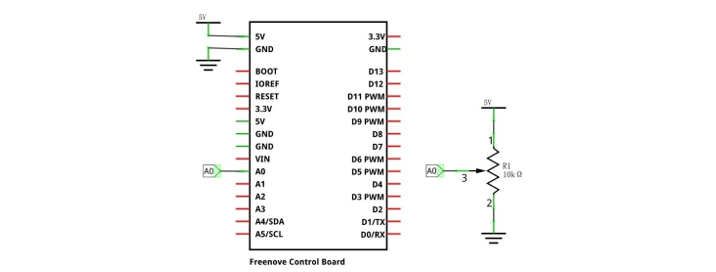 5V
5V
GND
BOOT
IOREF
RESET
3.3V
5V
GND
GND
VIN
A0
A0
A1
A2
A3
A4/SDA
A5/SCL
3.3V
GND
D13
D12
D11 PWM
D10 PWM
D9 PWM
D8
D7
D6 PWM
D5 PWM
D4
D3 PWM
D2
D1/TX
D0/RX
Freenove Control Board
5V
1
R1
10k Ω
A0
3
2